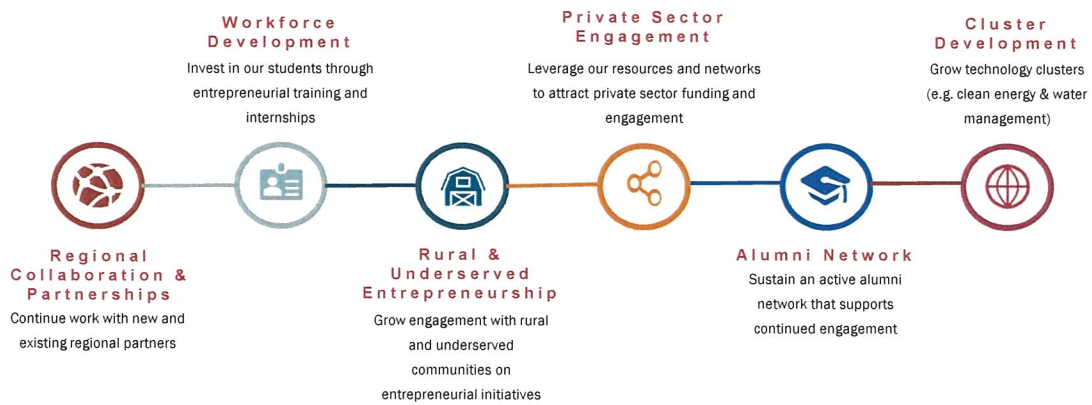 Workforce
Development
Invest in our students through
entrepreneurial training and
internships
Private Sector
Engagement
Leverage our resources and networks
to attract private sector funding and
engagement
Cluster
Development
Grow technology clusters
(e.g. clean energy & water
management)
Regional
Collaboration &
Partnerships
Continue work with new and
existing regional partners
Rural &
Underserved
Entrepreneurship
Grow engagement with rural
and underserved
communities on
entrepreneurial initiatives
Alumni Network
Sustain an active alumni
network that supports
continued engagement